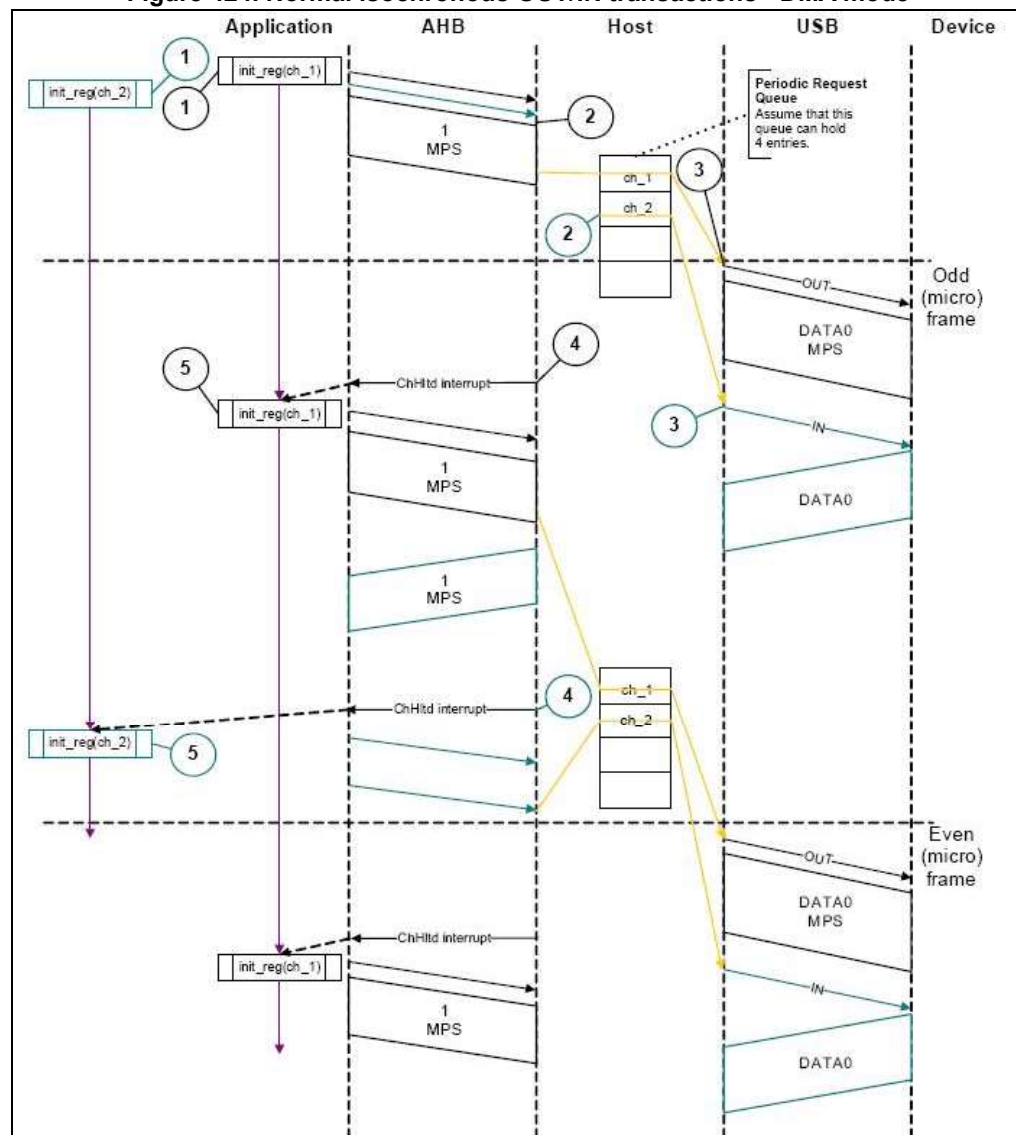 Figure Normal isochronous OUT/IN transactions - DMA mode
Application AHB Host USB Device
1
init_reg(ch_2)
init_reg(ch_1)
1
1
MPS
2
Periodic Request
Queue
Assume that this
queue can hold
4 entries.
3
ch_1
ch_2
2
Odd
(micro)
frame
OUT
DATA0
MPS
4
5
ChHltd interrupt
init_reg(ch_1)
3
IN
1
MPS
DATA0
1
MPS
4
ch_1
ch_2
ChHltd interrupt
init_reg(ch_2)
5
Even
(micro)
frame
OUT
DATA0
MPS
ChHltd interrupt
init_reg(ch_1)
IN
1
MPS
DATA0